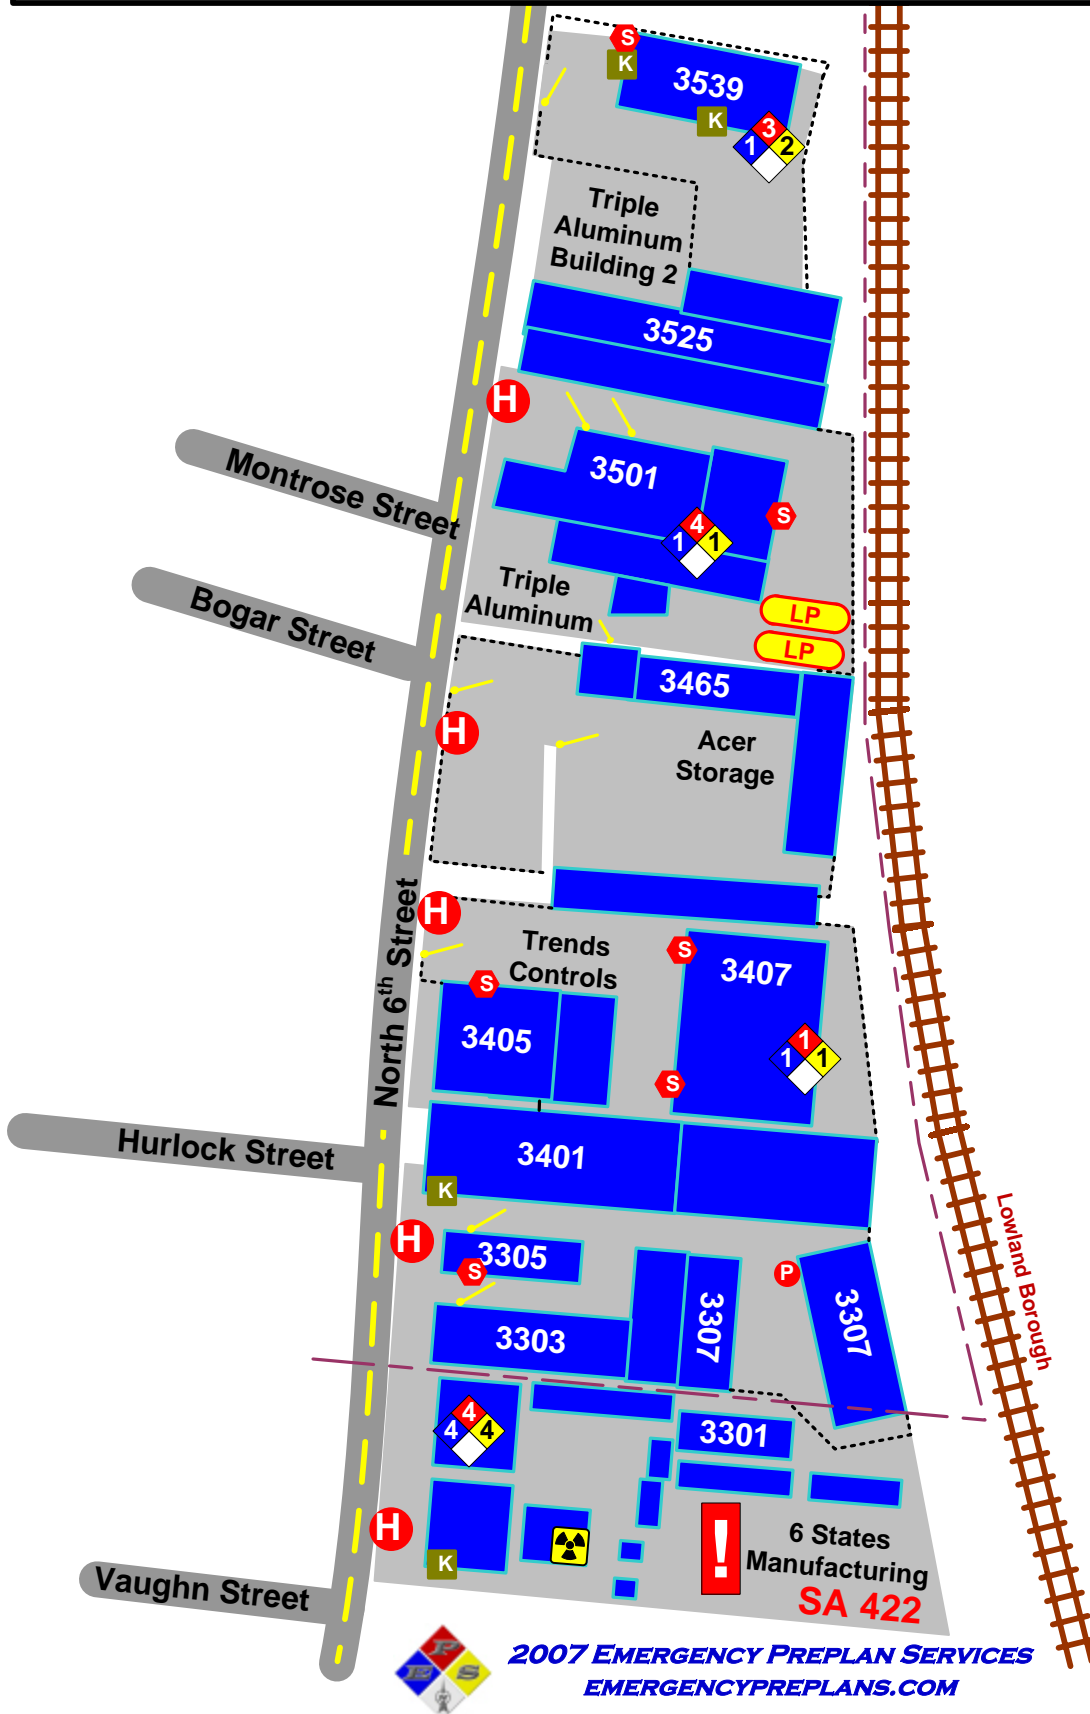 S
K
3539
K
3
1 2
Triple
Aluminum
Building 2
3525
H
Montrose Street
3501
S
4
1 1
Triple
Aluminum
LP
LP
Bogar Street
3465
H
Acer
Storage
H
Trends
Controls
S
3407
S
3405
1
1 1
S
North 6th Street
Hurlock Street
3401
K
H
3305
S
P
Lowland Borough
3303
3307
3307
4
4 4
3301
H
K
!
6 States
Manufacturing
SA 422
Vaughn Street
P
E S
2007 Emergency Preplan Services
emergencypreplans.com